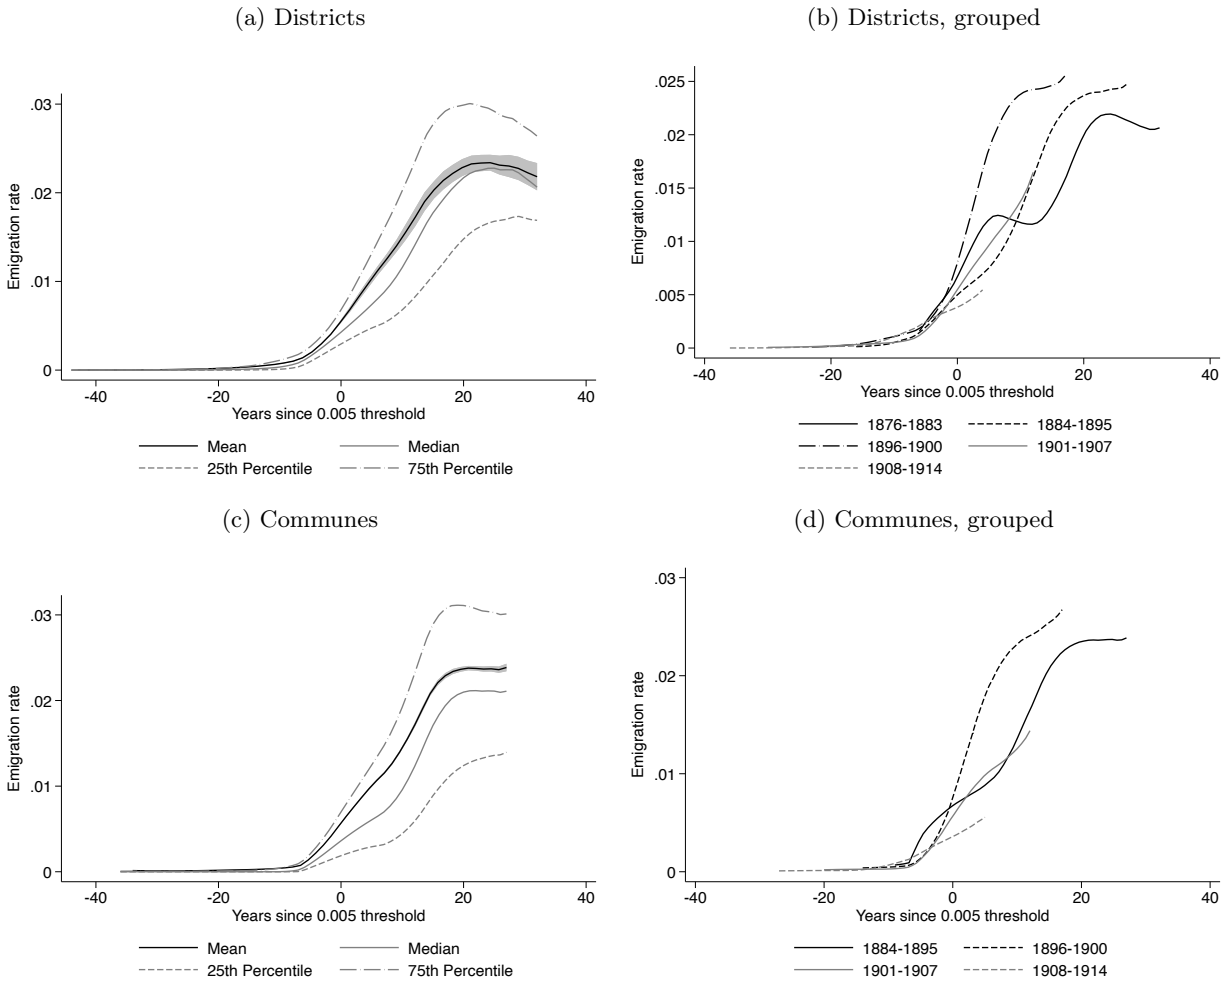 (a) Districts
(b) Districts, grouped
.03
.02
.01
0
Emigration rate
-40 -20 0 20 40
Years since 0.005 threshold
Mean Median
25th Percentile 75th Percentile
.025
.02
.015
.01
.005
0
Emigration rate
-40 -20 0 20 40
Years since 0.005 threshold
1876-1883 1884-1895
1896-1900 1901-1907
1908-1914
(c) Communes
(d) Communes, grouped
.03
.02
.01
0
Emigration rate
-40 -20 0 20 40
Years since 0.005 threshold
Mean Median
25th Percentile 75th Percentile
.03
.02
.01
0
Emigration rate
-40 -20 0 20 40
Years since 0.005 threshold
1884-1895 1896-1900
1901-1907 1908-1914